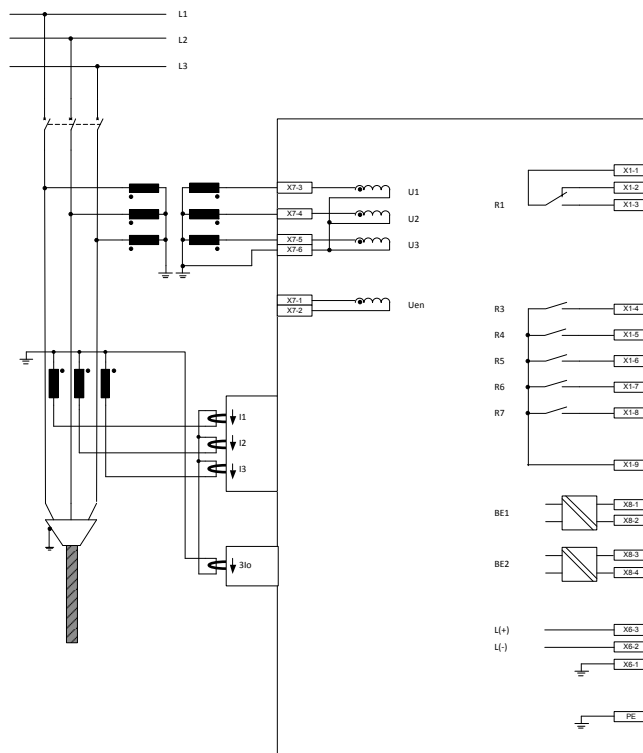 L1
L2
L3
X7-3
U1
X7-4
U2
X7-5
U3
X7-6
X7-1
Uen
X7-2
I1
I2
I3
3Io
X1-1
X1-2
R1
X1-3
R3
X1-4
R4
X1-5
R5
X1-6
R6
X1-7
R7
X1-8
X1-9
BE1
X8-1
X8-2
BE2
X8-3
X8-4
L(+)
X6-3
L(-)
X6-2
X6-1
PE